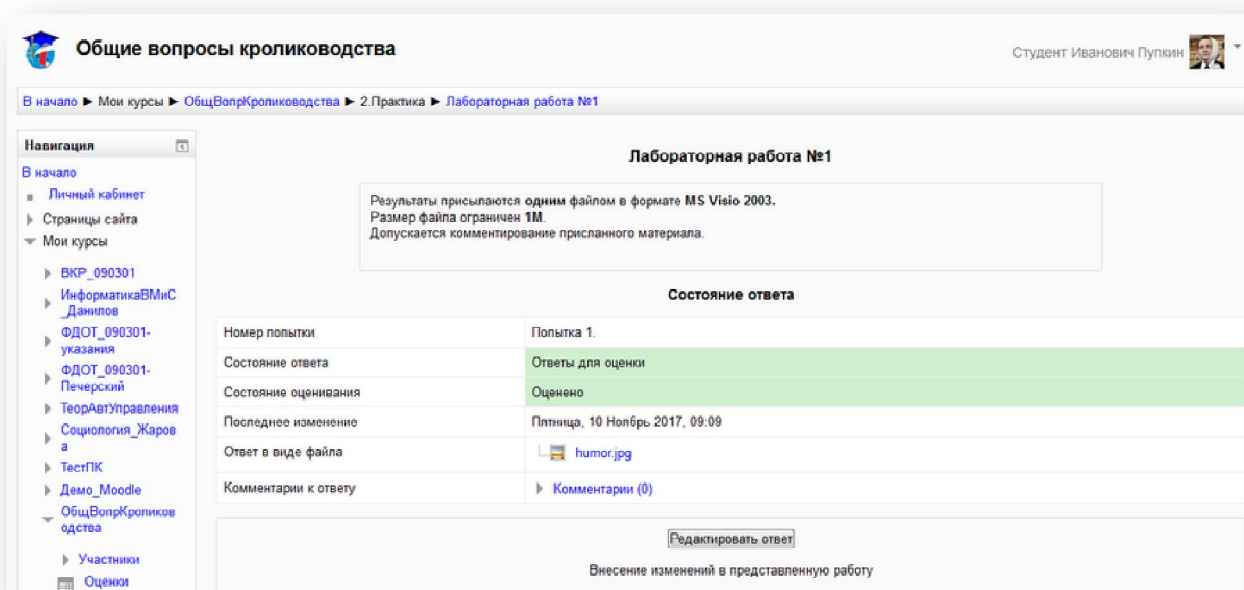 Общие вопросы кролиководства
Студент Иванович Пупкин
В начало ► Мои курсы ► ОбщВопрКролиководства ► 2.Практика ► Лабораторная работа №1
Навигация
В начало
Личный кабинет
Страницы сайта
Мои курсы
ВКР_090301
ИнформатикаВМиС
_Данилов
ФДОТ_090301-
указания
ФДОТ_090301-
Печерский
ТеорАвтУправления
Социология_Жаров
а
ТестПК
Демо_Moodle
ОбщВопрКроликов
одства
Участники
Оценки
Лабораторная работа №1
Результаты присылаются одним файлом в формате MS Visio 2003.
Размер файла ограничен 1М.
Допускается комментирование присланного материала.
Состояние ответа
Номер попытки Попытка 1.
Состояние ответа Ответы для оценки
Состояние оценивания Оценено
Последнее изменение Пятница, 10 Ноябрь 2017, 09:09
Ответ в виде файла humor.jpg
Комментарии к ответу Комментарии (0)
Редактировать ответ
Внесение изменений в представленную работу